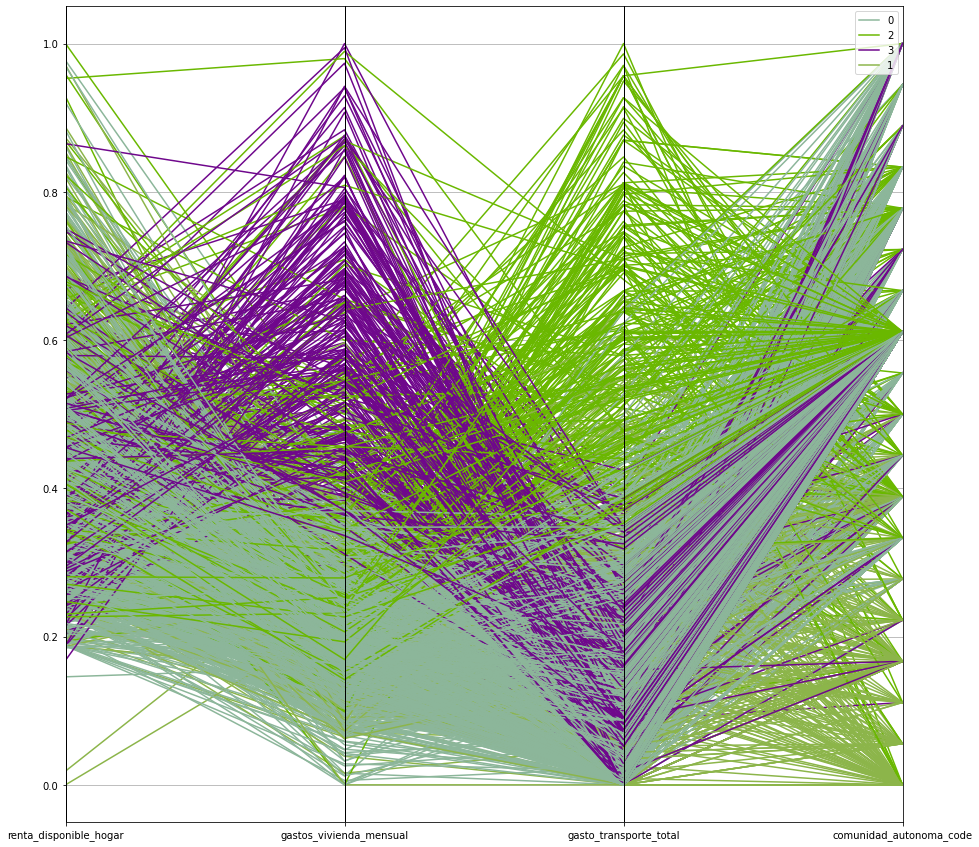 1.0
0.8
0.6
0.4
0.2
0.0
0
2
3
1
renta_disponible_hogar
gastos_vivienda_mensual
gasto_transporte_total
comunidad_autonoma_code